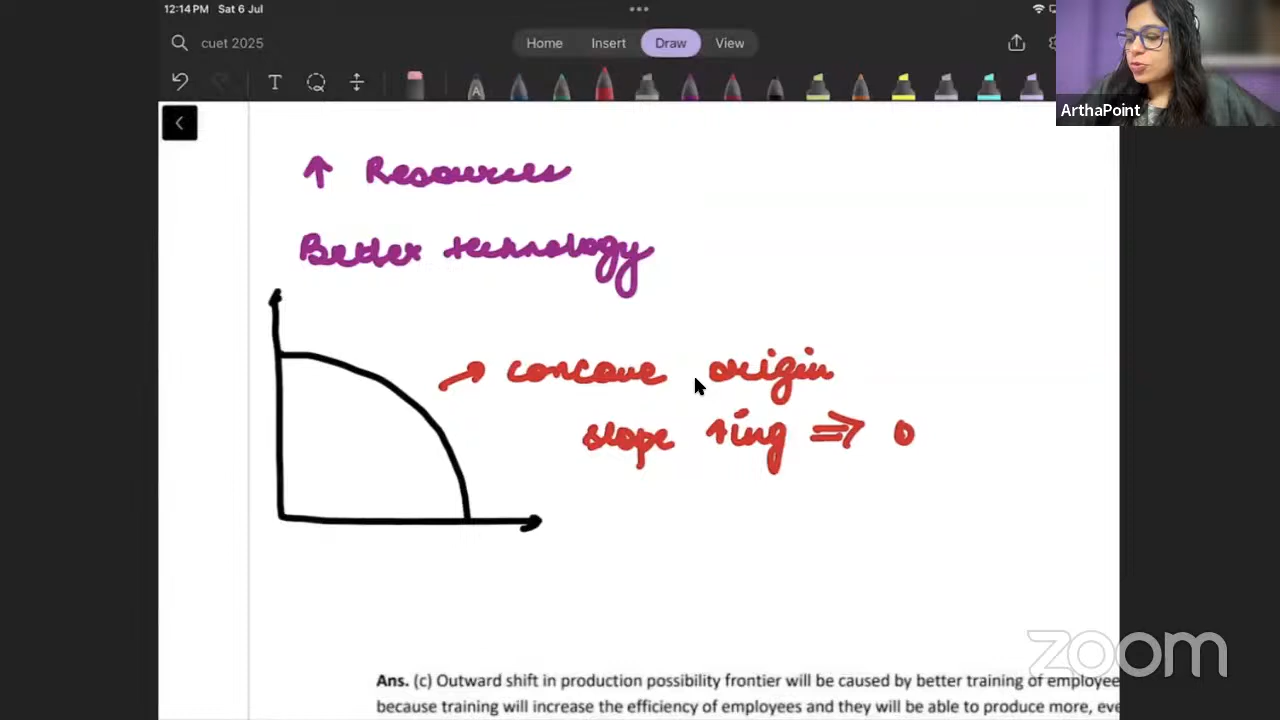 12:14 PM Sat 6 Jul
cuet 2025
Home Insert Draw View
T A
ArthaPoint
↑ Resources
Better technology
→ concave origin
slope ↑ing ⇒ 0
zoom
Ans. (c) Outward shift in production possibility frontier will be caused by better training of employee
because training will increase the efficiency of employees and they will be able to produce more, eve